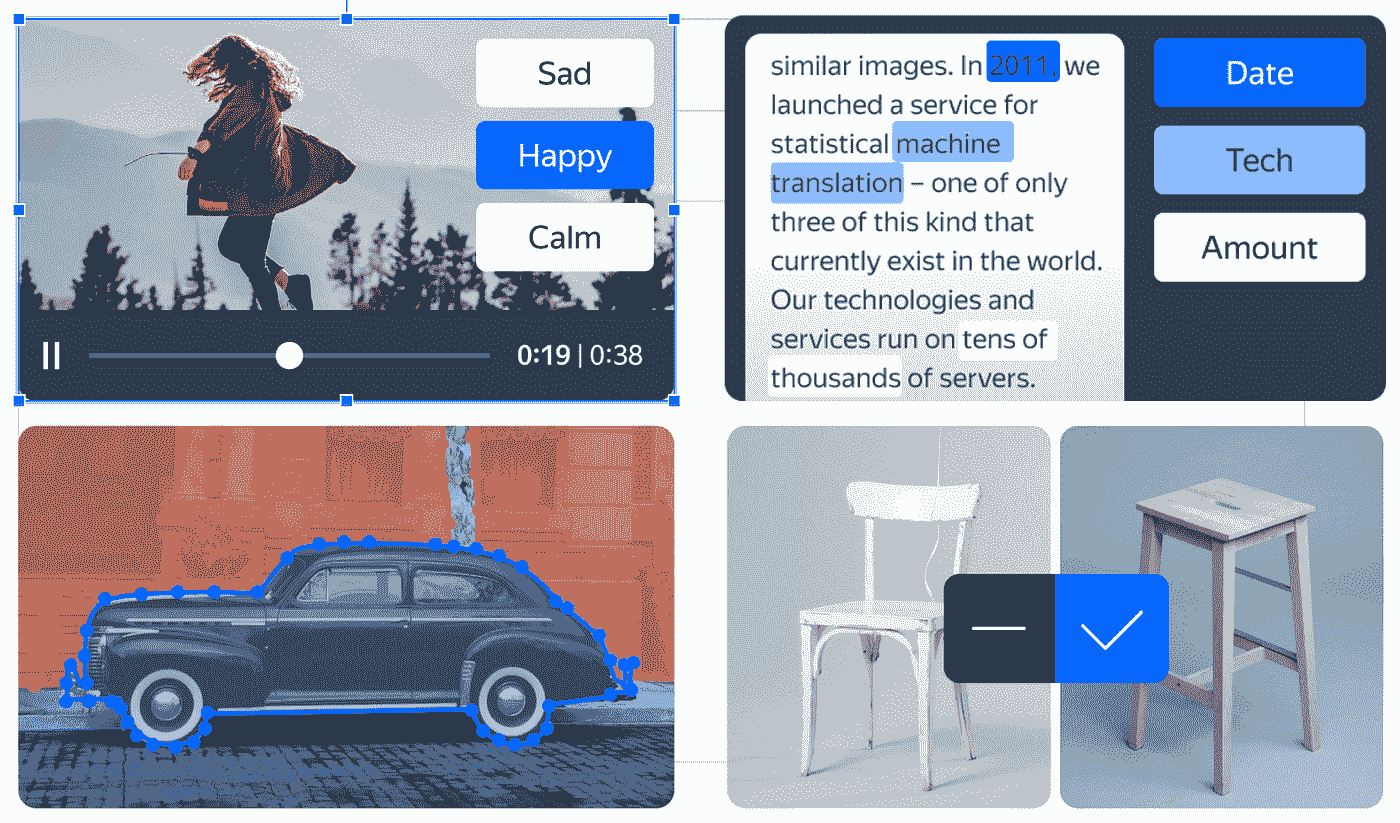 Sad
Happy
Calm
0:19 | 0:38
similar images. In 2011, we
launched a service for
statistical machine
translation – one of only
three of this kind that
currently exist in the world.
Our technologies and
services run on tens of
thousands of servers.
Date
Tech
Amount